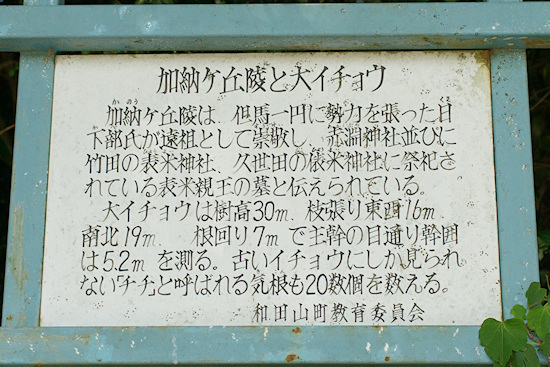 加納ケ丘陵と大イチョウ
かのう くさ
加納ケ丘陵は、但馬一円に勢力を張った日
かべ
下部氏が遠祖として崇敬し、赤淵神社並びに
竹田の表米神社、久世田の俵米神社に祭祀さ
れている表米親王の墓と伝えられている。
大イチョウは樹高30m、枝張り東西16m、
南北19m、根回り7mで主幹の目通り幹囲
は5.2mを測る。古いイチョウにしか見られ
ない「チチ」と呼ばれる気根も20数個を数える。
和田山町教育委員会